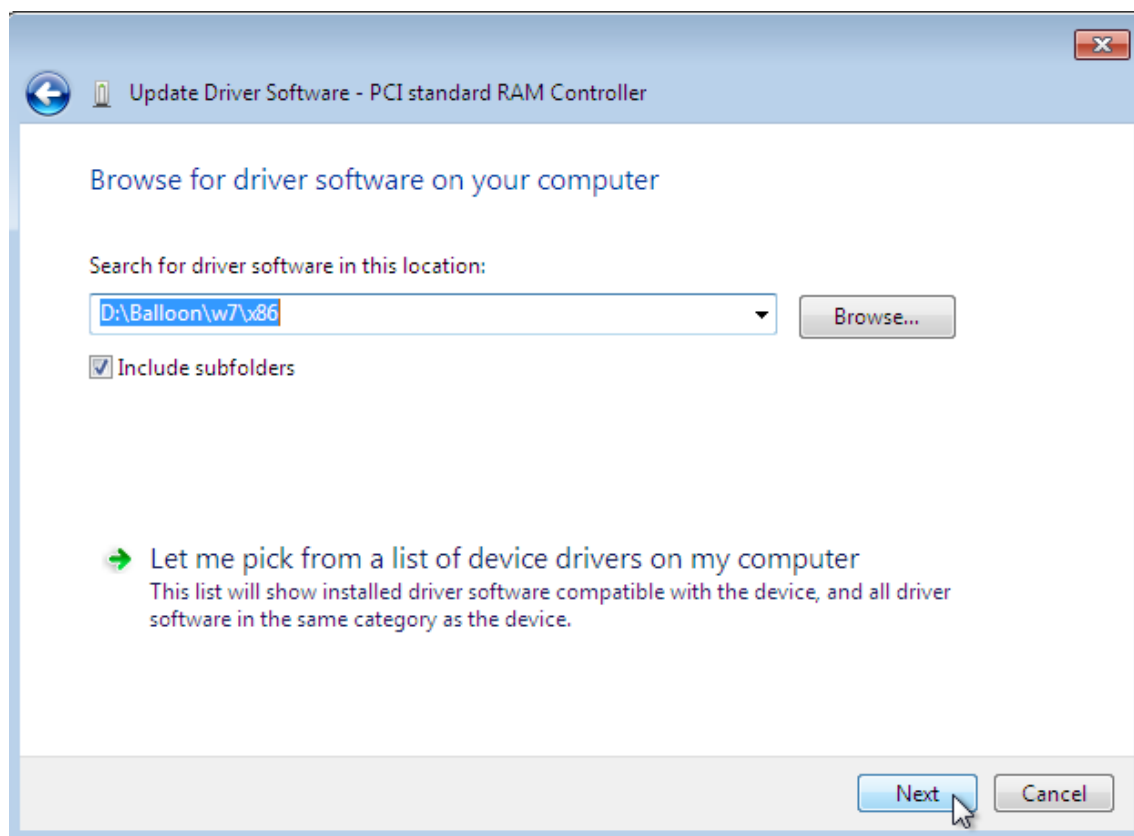 Update Driver Software - PCI standard RAM Controller
Browse for driver software on your computer
Search for driver software in this location:
D:\Balloon\w7\x86
Browse...
Include subfolders
Let me pick from a list of device drivers on my computer
This list will show installed driver software compatible with the device, and all driver
software in the same category as the device.
Next
Cancel